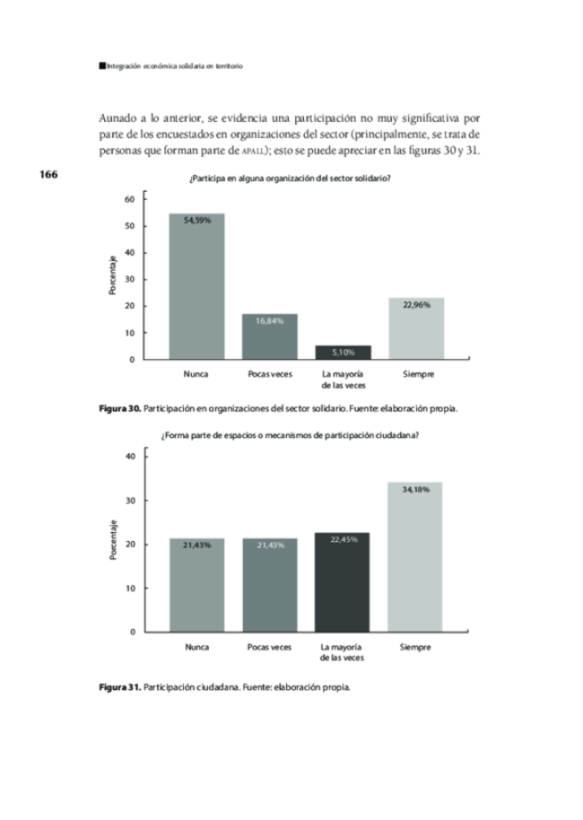 Integración económica solidaria en territorio
Aunado a lo anterior, se evidencia una participación no muy significativa por
parte de los encuestados en organizaciones del sector (principalmente, se trata de
personas que forman parte de APALL); esto se puede apreciar en las figuras 30 y 31.
166
¿Participa en alguna organización del sector solidario?
Porcentaje
60
50
40
30
20
10
0
54,59%
16,84%
5,10%
22,96%
Nunca
Pocas veces
La mayoría
de las veces
Siempre
Figura 30. Participación en organizaciones del sector solidario. Fuente: elaboración propia.
¿Forma parte de espacios o mecanismos de participación ciudadana?
Porcentaje
40
30
20
10
0
21,43%
21,43%
22,45%
34,18%
Nunca
Pocas veces
La mayoría
de las veces
Siempre
Figura 31. Participación ciudadana. Fuente: elaboración propia.